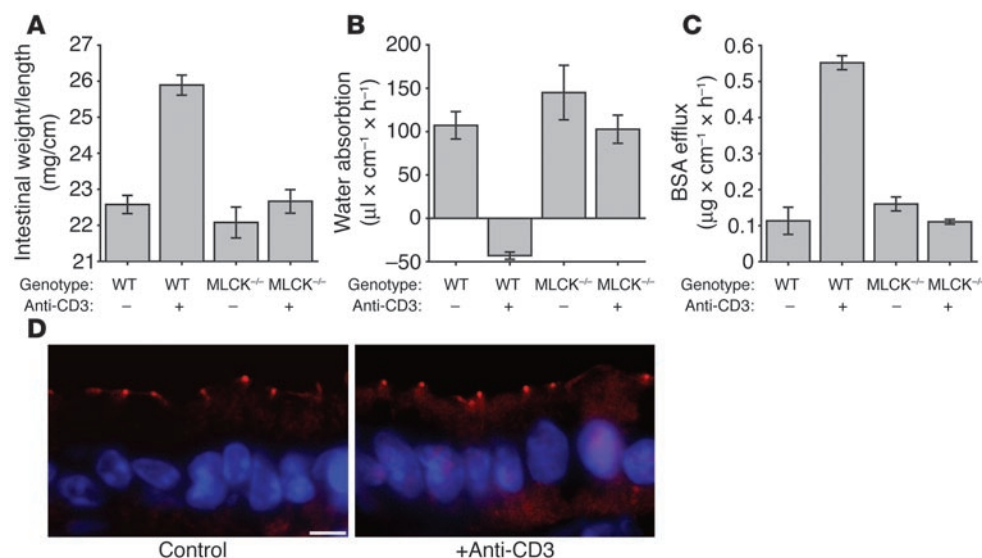 A
Intestinal weight/length
(mg/cm)
27
26
25
24
23
22
21
Genotype: WT WT MLCK⁻/⁻ MLCK⁻/⁻
Anti-CD3: – + – +
B
Water absorbtion
(μl × cm⁻¹ × h⁻¹)
200
150
100
50
0
–50
WT WT MLCK⁻/⁻ MLCK⁻/⁻
– + – +
C
BSA efflux
(μg × cm⁻¹ × h⁻¹)
0.6
0.5
0.4
0.3
0.2
0.1
0
Genotype: WT WT MLCK⁻/⁻ MLCK⁻/⁻
Anti-CD3: – + – +
D
Control
+Anti-CD3